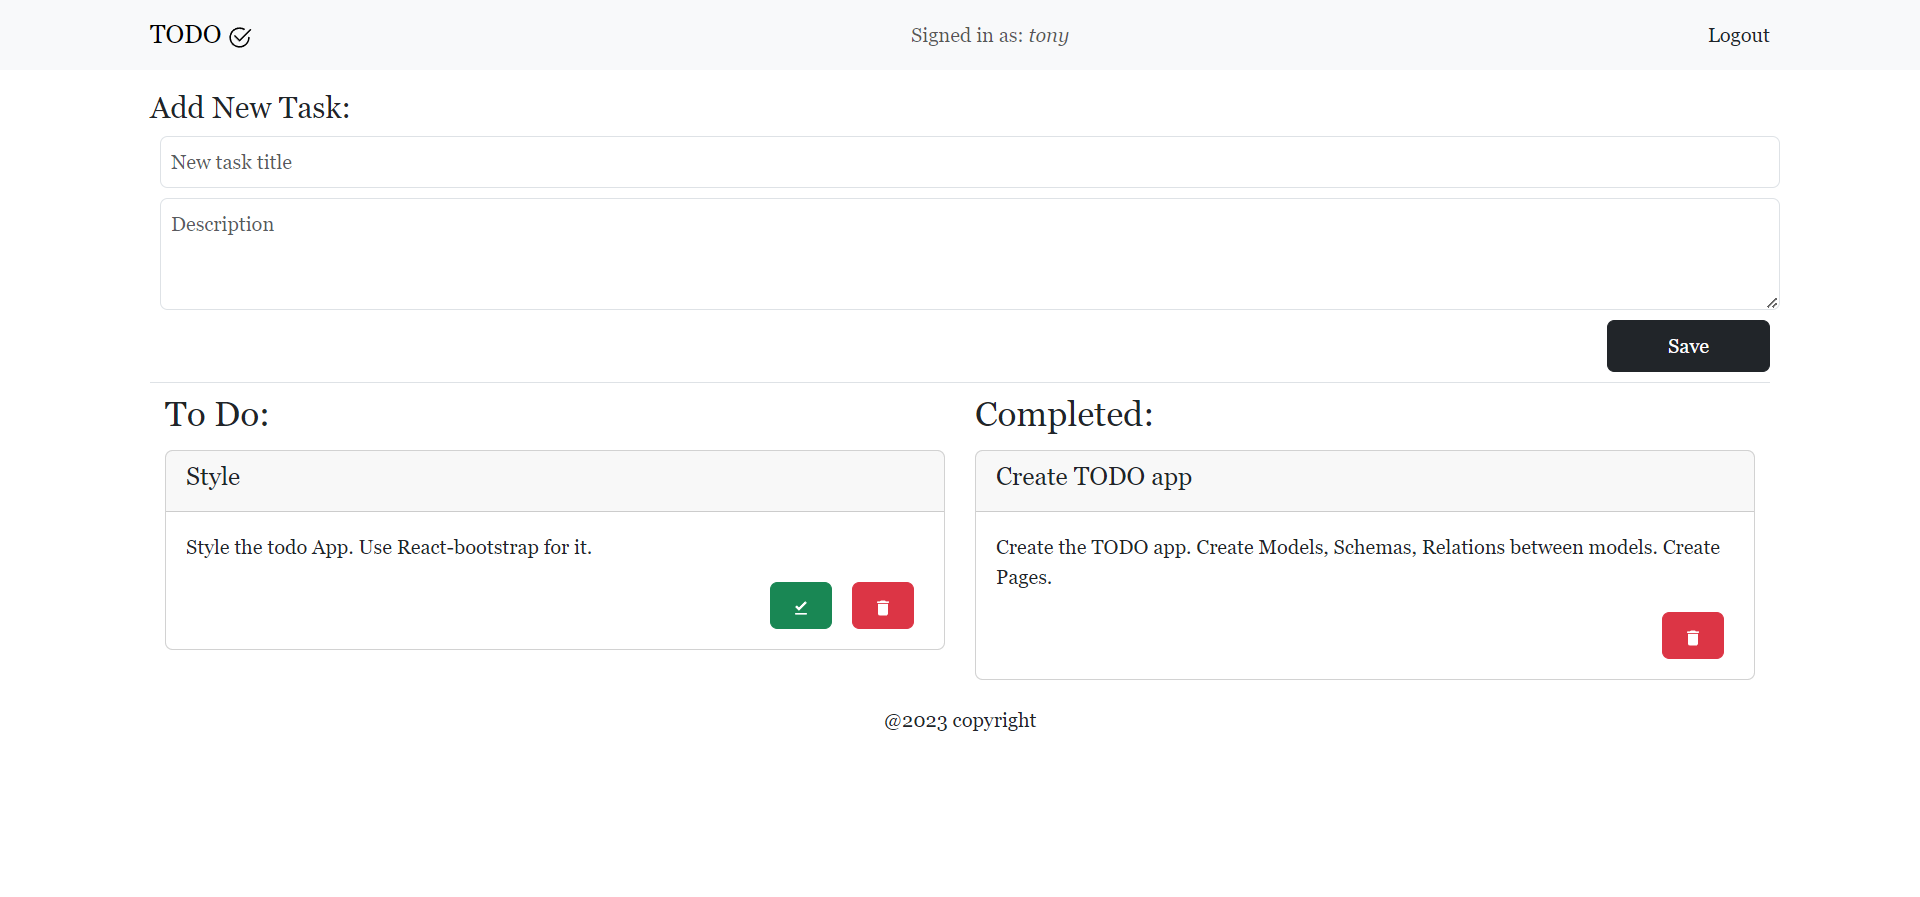 TODO
Signed in as: tony
Logout
Add New Task:
New task title
Description
Save
To Do:
Completed:
Style
Style the todo App. Use React-bootstrap for it.
Create TODO app
Create the TODO app. Create Models, Schemas, Relations between models. Create
Pages.
@2023 copyright